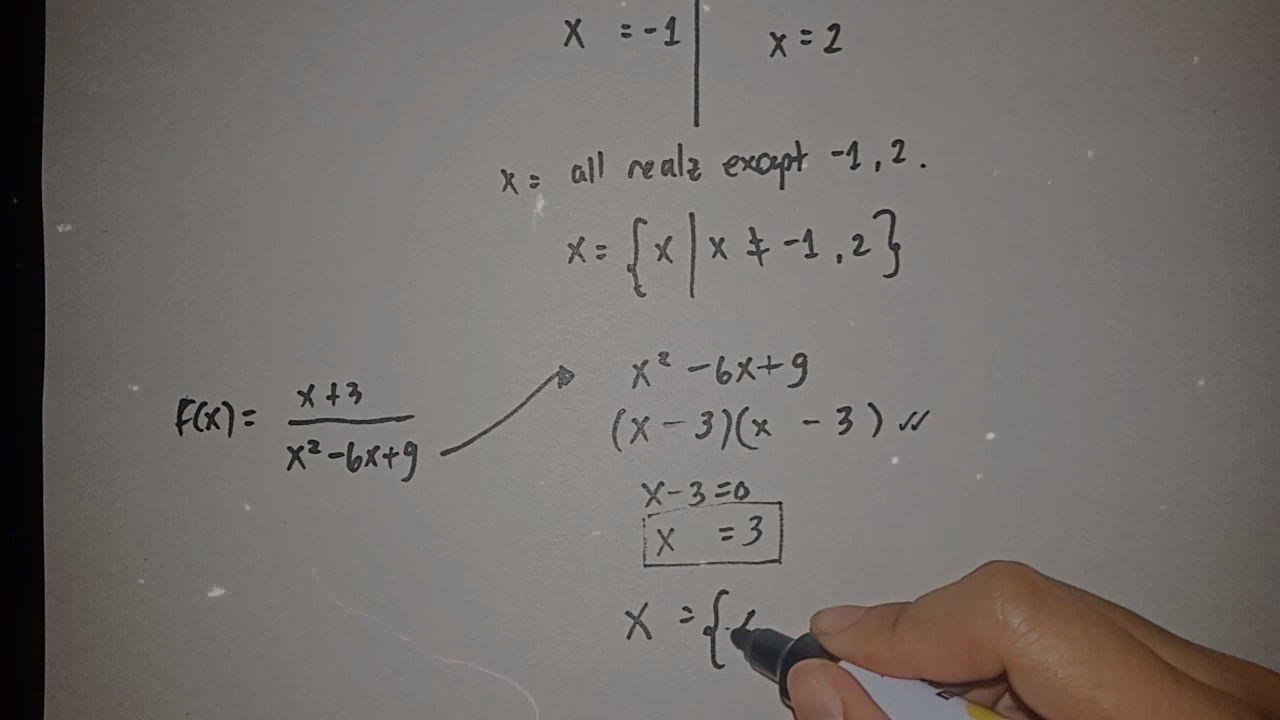 x = -1 x = 2
x = all realz except -1, 2.
x = {x | x ≠ -1, 2}
F(x) = x+3 / x²-6x+9
x² - 6x + 9
(x - 3)(x - 3)
x - 3 = 0
x = 3
x = {